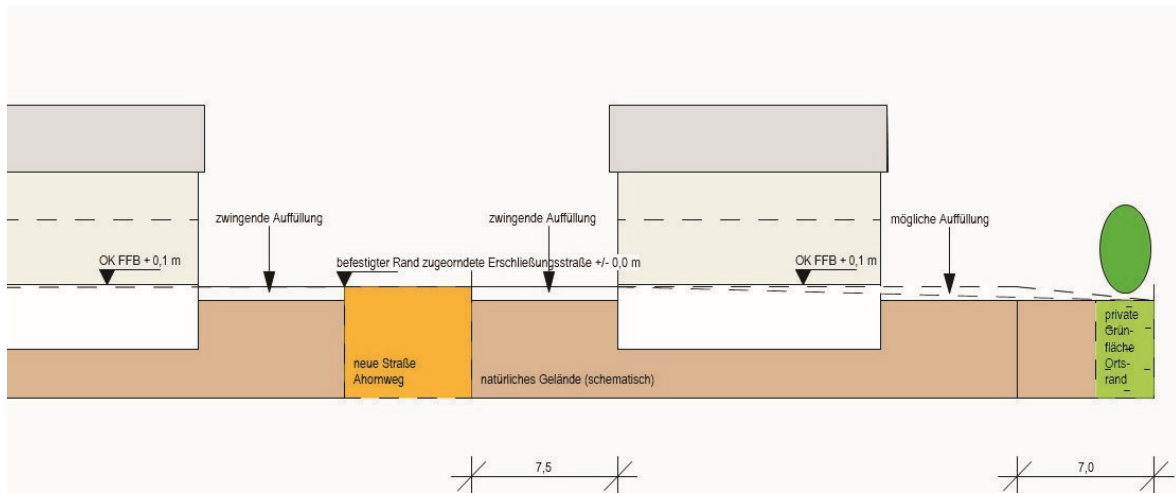 zwingende Auffüllung
zwingende Auffüllung
mögliche Auffüllung
OK FFB + 0,1 m
befestigter Rand zugeorndete Erschließungsstraße +/- 0,0 m
OK FFB + 0,1 m
neue Straße
Ahornweg
natürliches Gelände (schematisch)
private
Grün-
fläche
Orts-
rand
7,5
7,0